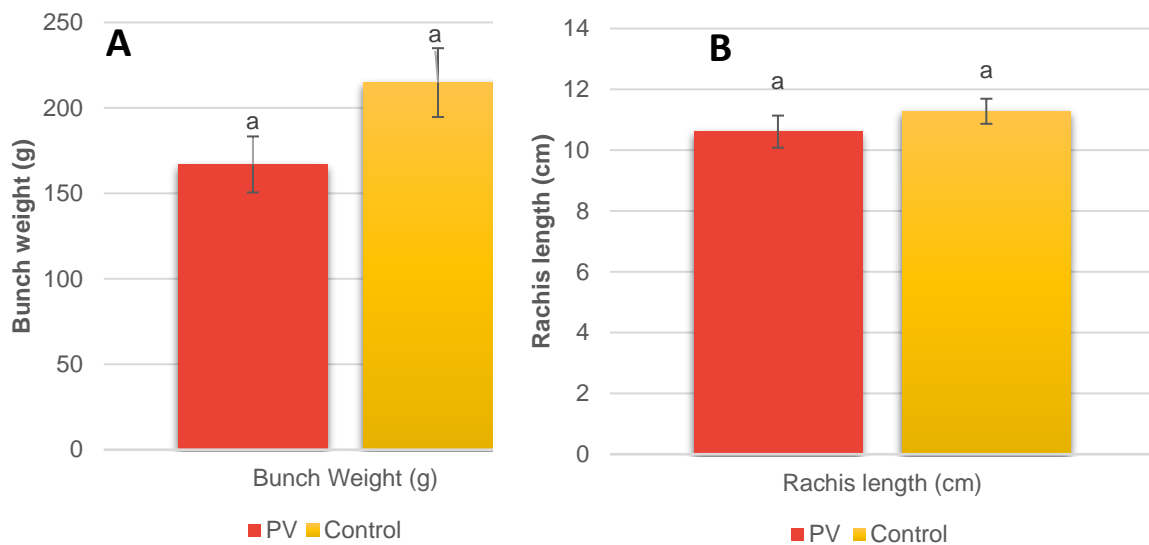 A
Bunch weight (g)
250
200
150
100
50
0
a
a
Bunch Weight (g)
PV Control
B
Rachis length (cm)
14
12
10
8
6
4
2
0
a
a
Rachis length (cm)
PV Control